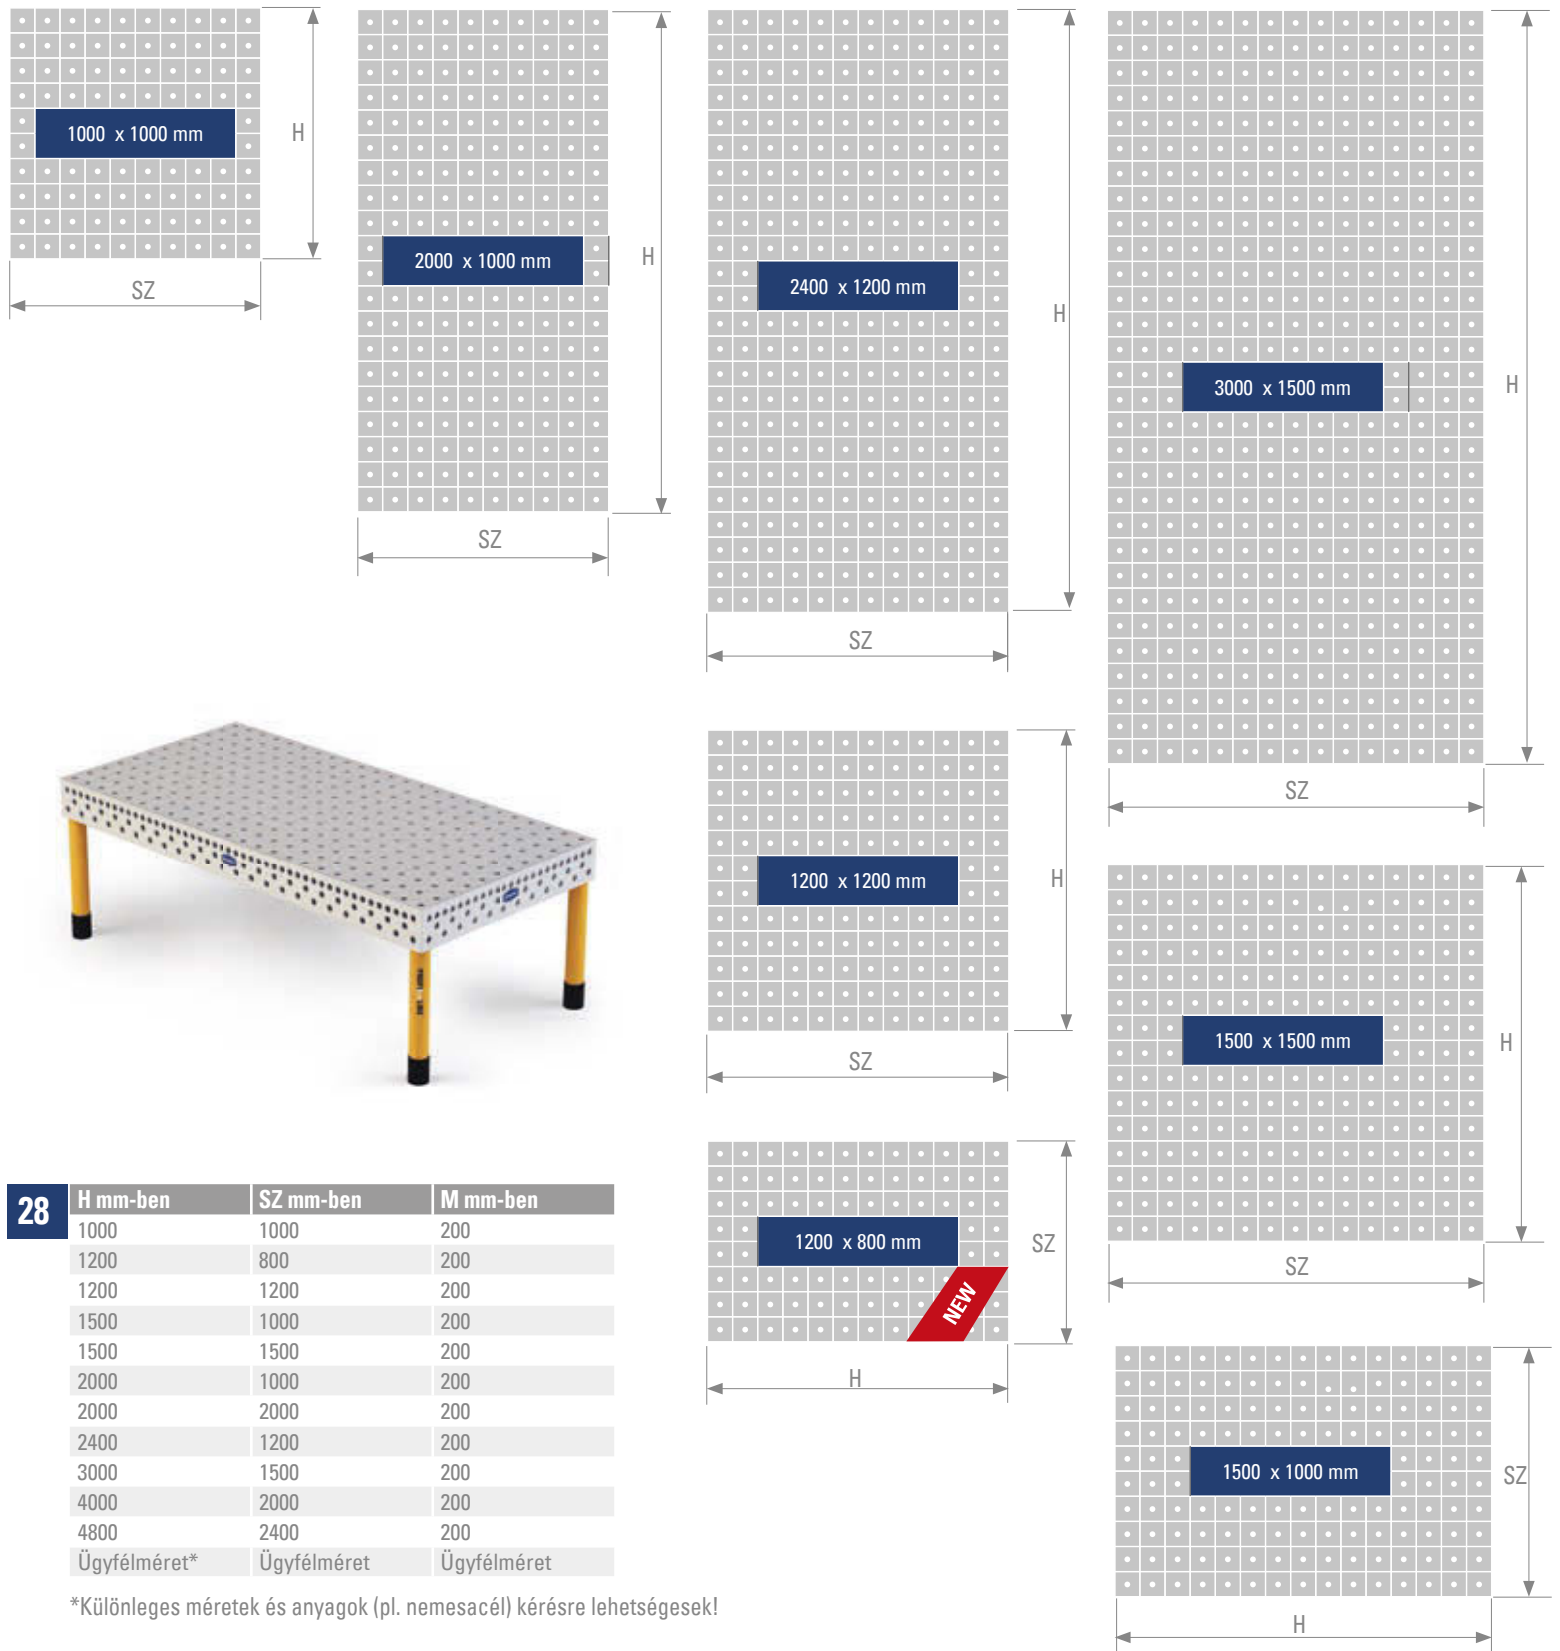 1000 x 1000 mm
H
SZ
2000 x 1000 mm
H
SZ
2400 x 1200 mm
H
SZ
3000 x 1500 mm
H
SZ
1200 x 1200 mm
H
SZ
1500 x 1500 mm
H
SZ
1200 x 800 mm
SZ
NEW
H
1500 x 1000 mm
SZ
H
28
H mm-ben SZ mm-ben M mm-ben
1000 1000 200
1200 800 200
1200 1200 200
1500 1000 200
1500 1500 200
2000 1000 200
2000 2000 200
2400 1200 200
3000 1500 200
4000 2000 200
4800 2400 200
Ügyfélméret* Ügyfélméret Ügyfélméret
*Különleges méretek és anyagok (pl. nemesacél) kérésre lehetségesek!